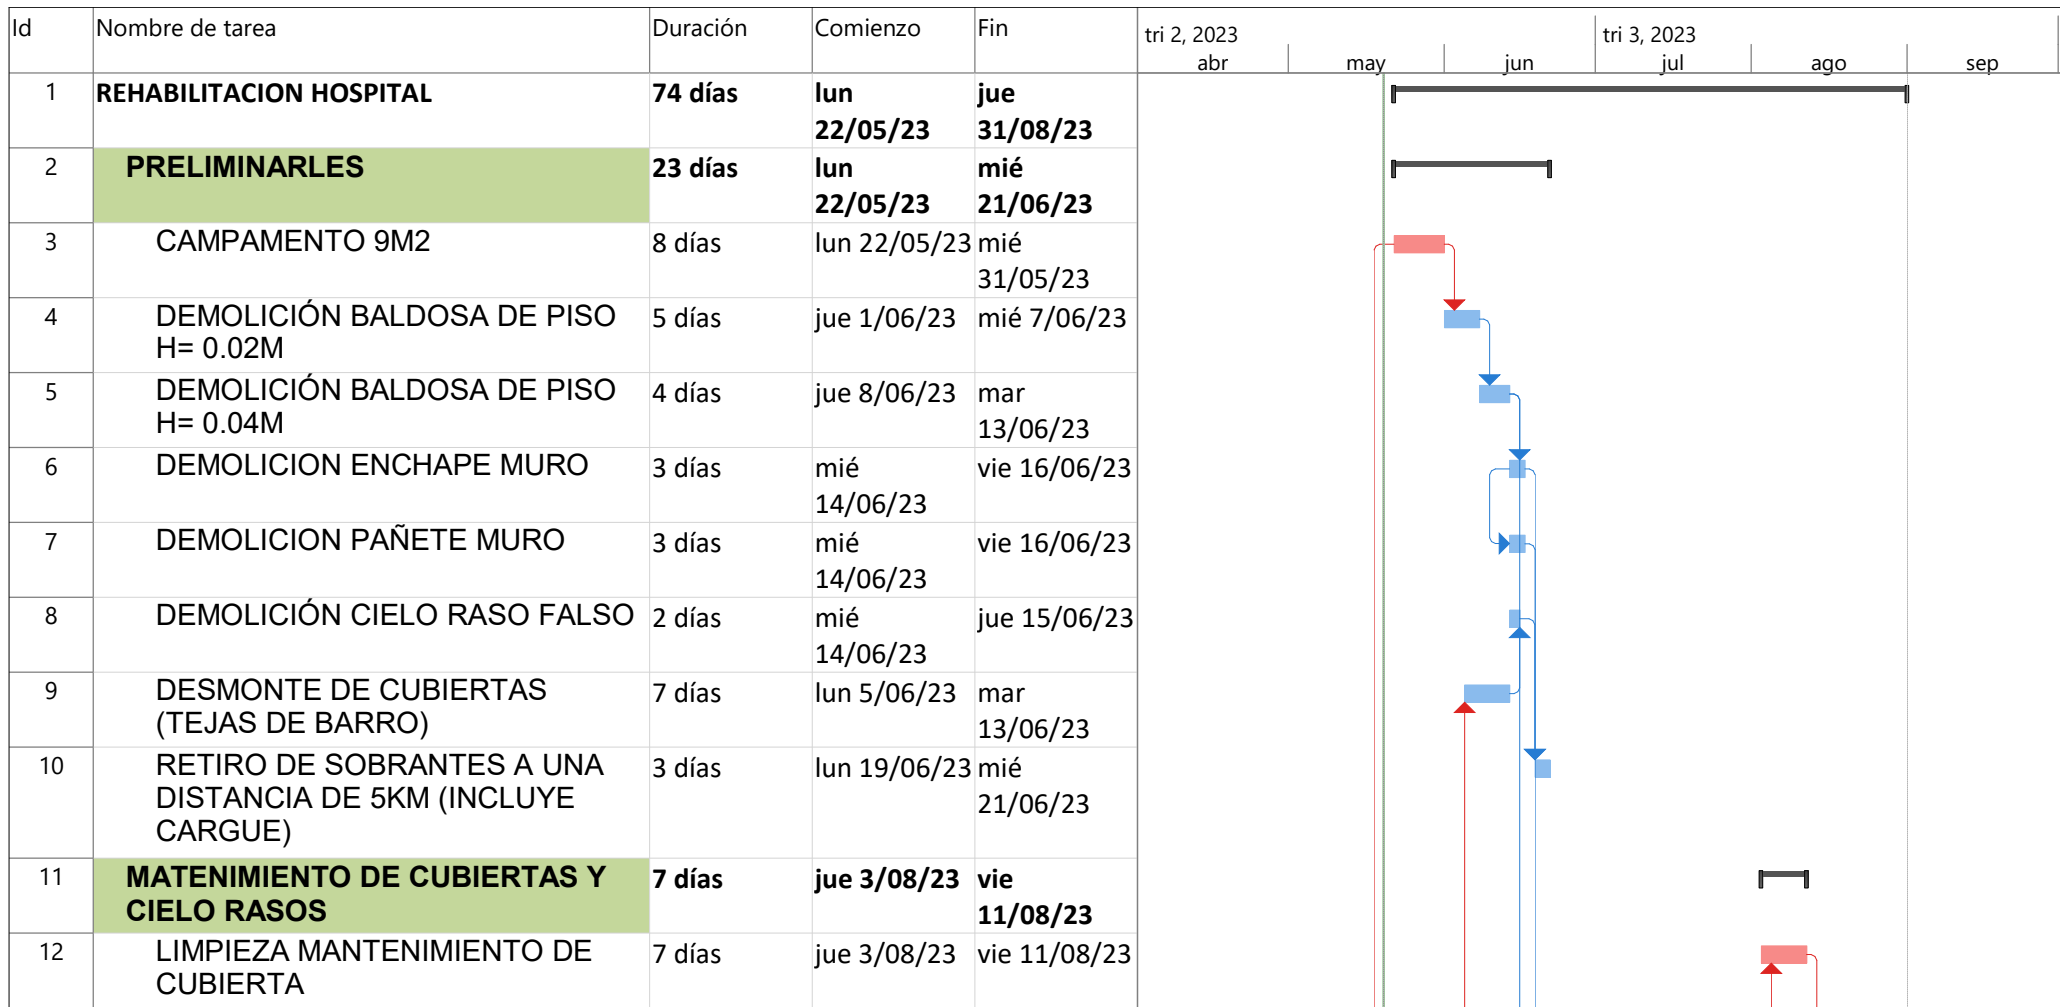 Id Nombre de tarea Duración Comienzo Fin tri 2, 2023 tri 3, 2023
abr may jun jul ago sep
1 REHABILITACION HOSPITAL 74 días lun jue
22/05/23 31/08/23
2 PRELIMINARLES 23 días lun mié
22/05/23 21/06/23
3 CAMPAMENTO 9M2 8 días lun 22/05/23 mié
31/05/23
4 DEMOLICIÓN BALDOSA DE PISO 5 días jue 1/06/23 mié 7/06/23
H= 0.02M
5 DEMOLICIÓN BALDOSA DE PISO 4 días jue 8/06/23 mar
H= 0.04M 13/06/23
6 DEMOLICION ENCHAPE MURO 3 días mié vie 16/06/23
14/06/23
7 DEMOLICION PAÑETE MURO 3 días mié vie 16/06/23
14/06/23
8 DEMOLICIÓN CIELO RASO FALSO 2 días mié jue 15/06/23
14/06/23
9 DESMONTE DE CUBIERTAS 7 días lun 5/06/23 mar
(TEJAS DE BARRO) 13/06/23
10 RETIRO DE SOBRANTES A UNA 3 días lun 19/06/23 mié
DISTANCIA DE 5KM (INCLUYE 21/06/23
CARGUE)
11 MATENIMIENTO DE CUBIERTAS Y 7 días jue 3/08/23 vie
CIELO RASOS 11/08/23
12 LIMPIEZA MANTENIMIENTO DE 7 días jue 3/08/23 vie 11/08/23
CUBIERTA